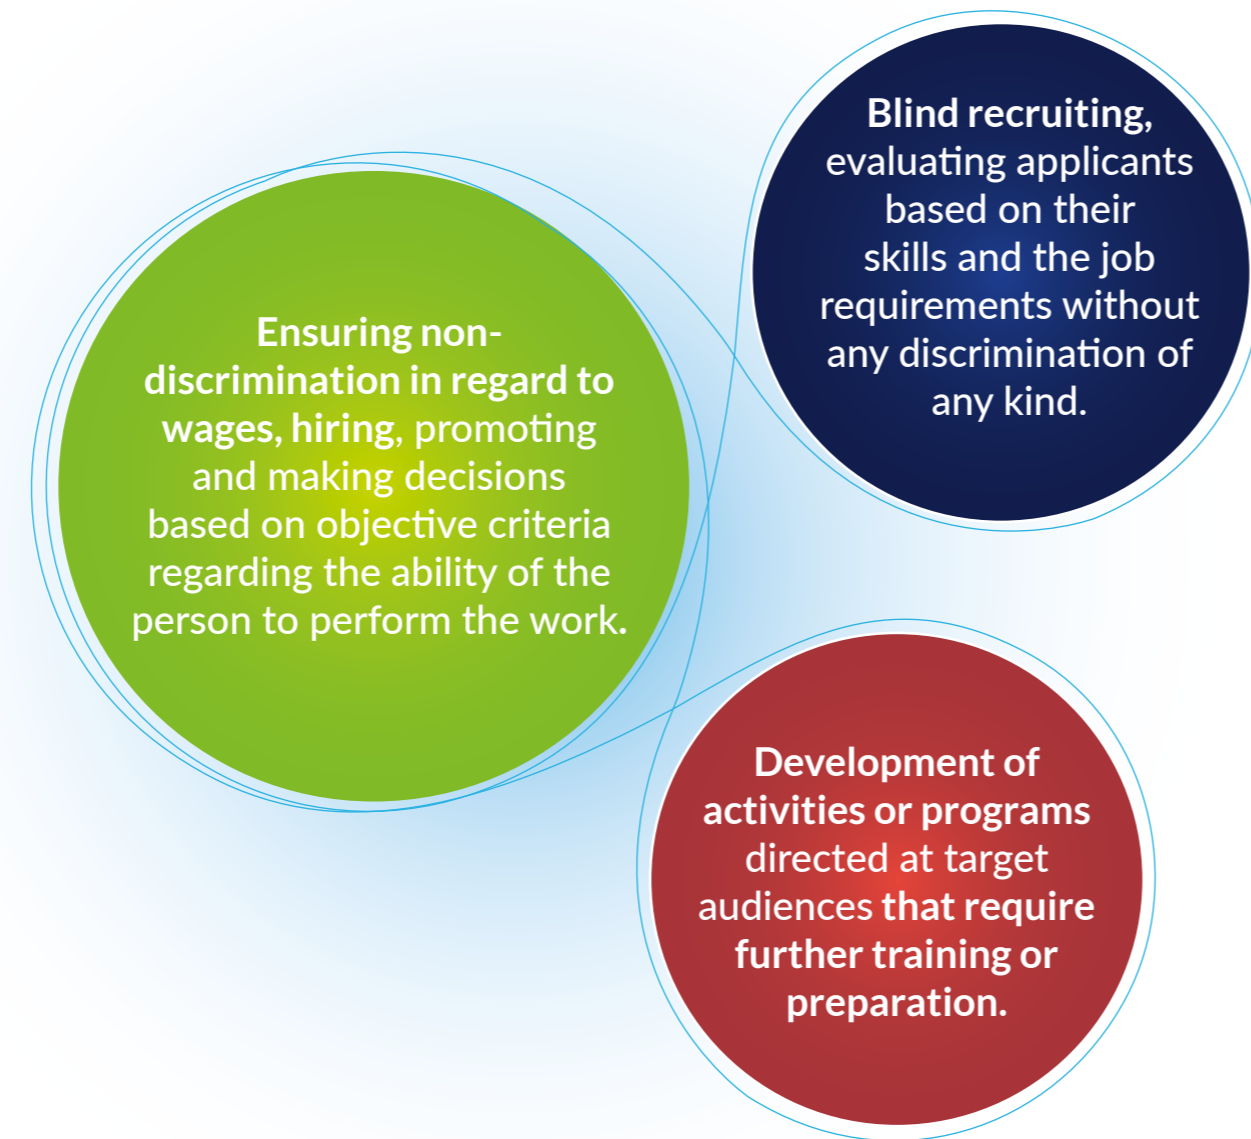 Ensuring non-
discrimination in regard to
wages, hiring, promoting
and making decisions
based on objective criteria
regarding the ability of the
person to perform the work.
Blind recruiting,
evaluating applicants
based on their
skills and the job
requirements without
any discrimination of
any kind.
Development of
activities or programs
directed at target
audiences that require
further training or
preparation.